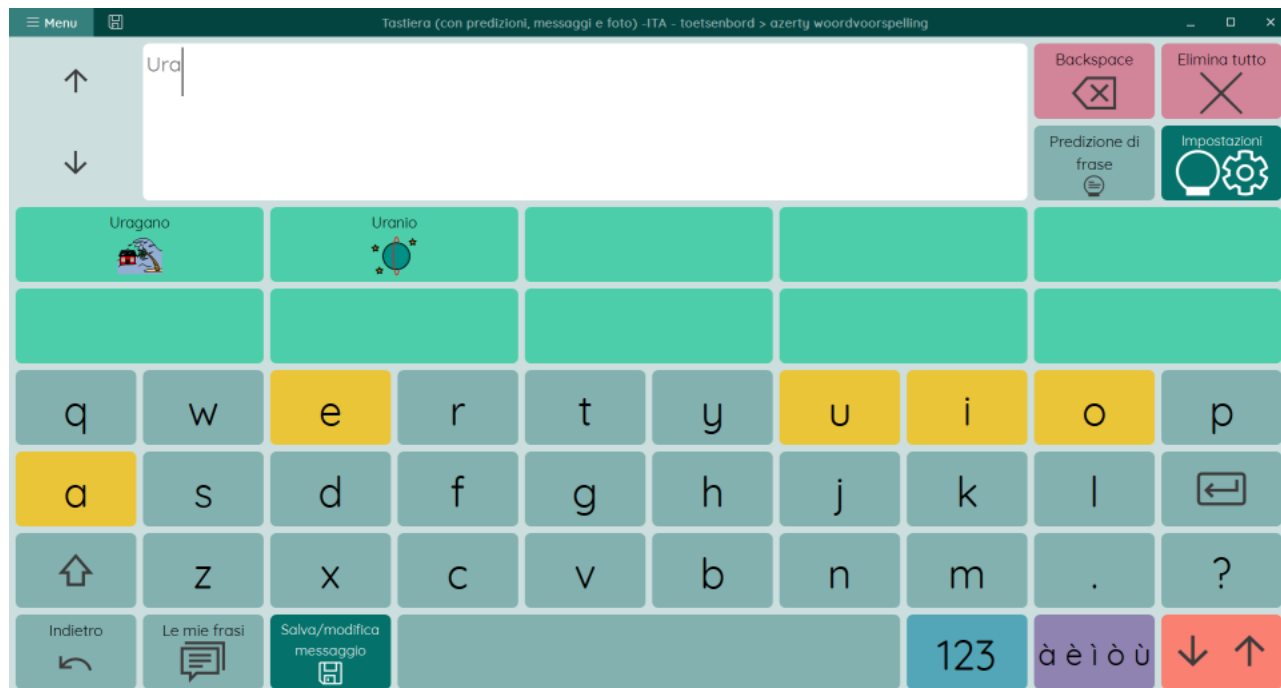 Menu
Tastiera (con predizioni, messaggi e foto) -ITA - toetsenbord > azerty woordvoorspelling
Ura
Backspace
Elimina tutto
Predizione di
frase
Impostazioni
Uragano
Uranio
q w e r t y u i o p
a s d f g h j k l
z x c v b n m . ?
Indietro
Le mie frasi
Salva/modifica
messaggio
123
à è ì ò ù